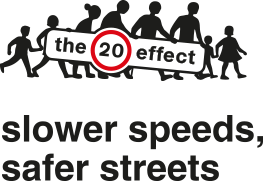 the 20 effect
slower speeds,
safer streets